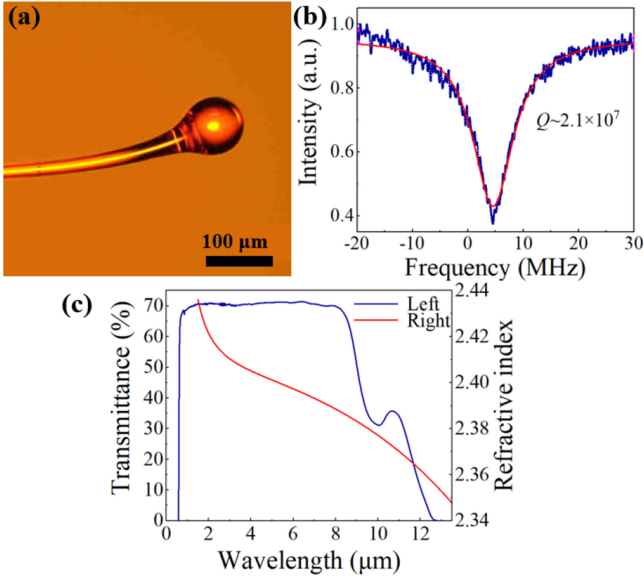 (a)
100 μm
(b)
Intensity (a.u.)
1.0
0.8
0.6
0.4
Q~2.1×10⁷
-20 -10 0 10 20 30
Frequency (MHz)
(c)
Transmittance (%)
70
60
50
40
30
20
10
0
Left
Right
2.44
2.42
2.40
2.38
2.36
2.34
Refractive index
0 2 4 6 8 10 12
Wavelength (μm)